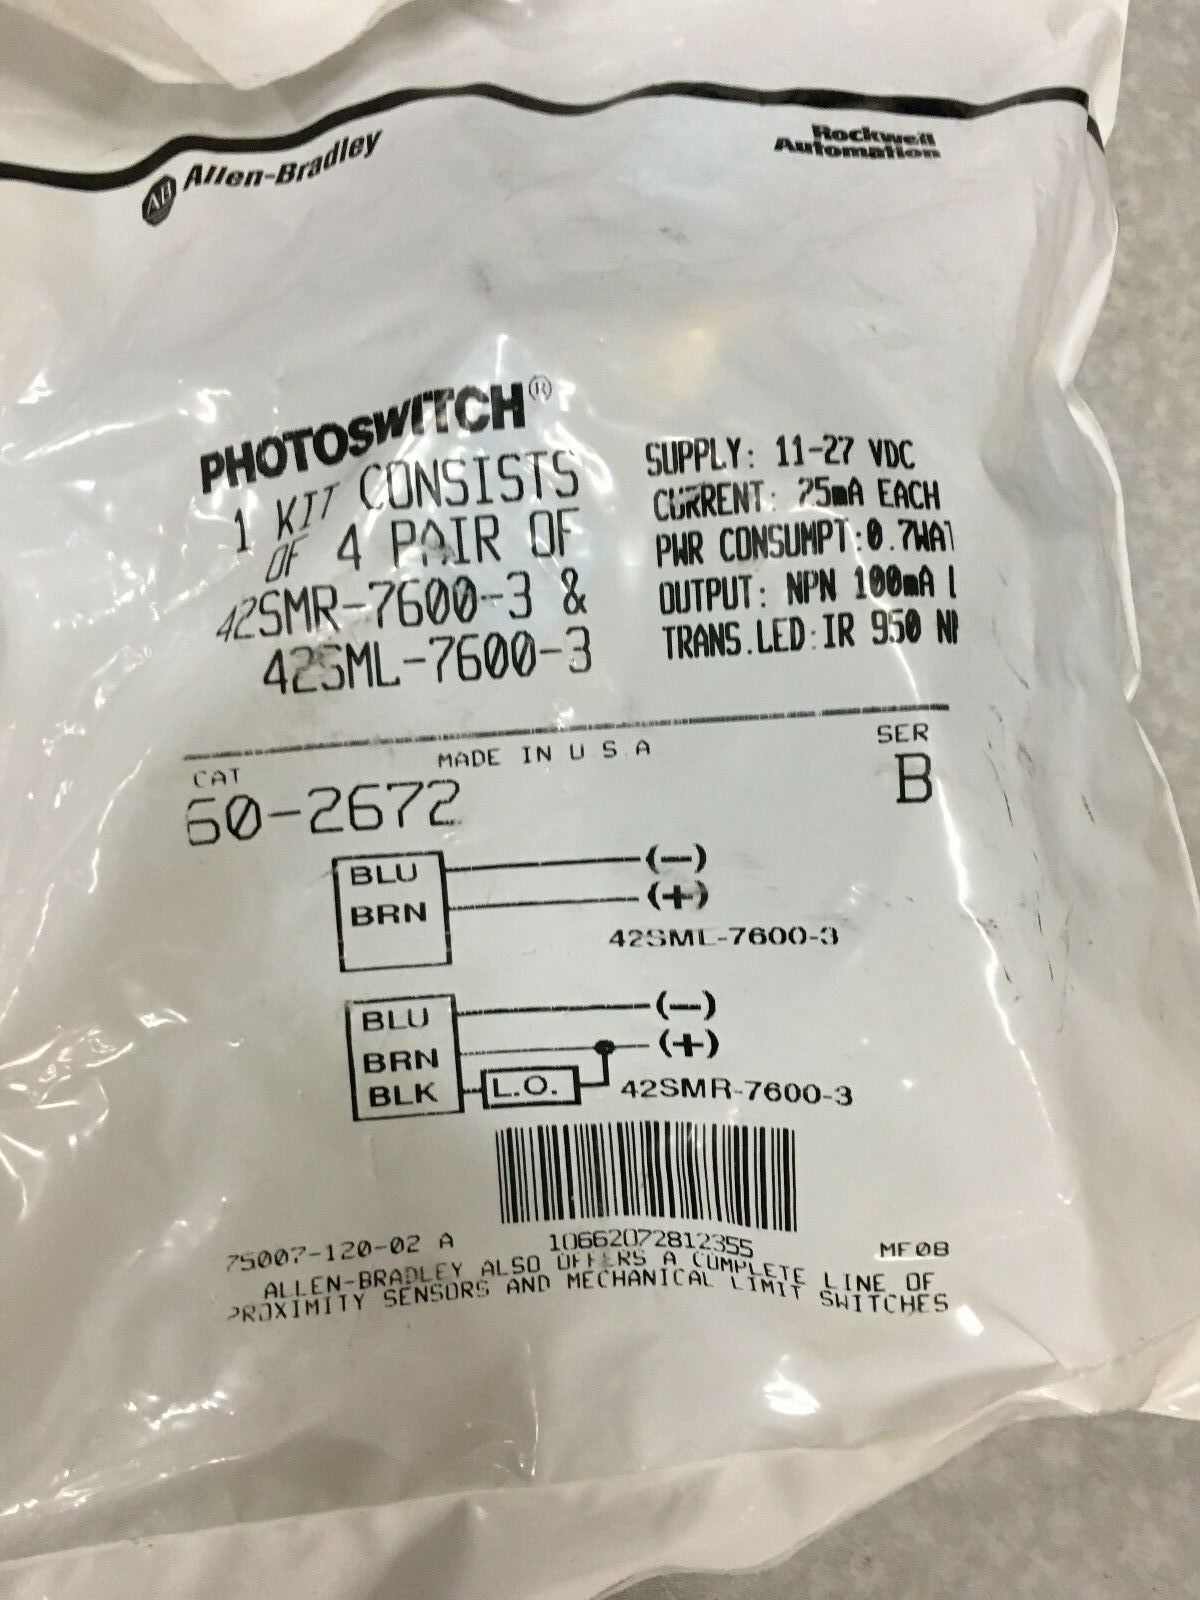 Allen-Bradley
AB
Rockwell
Automation
PHOTOSWITCH®
1 KIT CONSISTS
OF 4 PAIR OF
42SMR-7600-3 &
42SML-7600-3
SUPPLY: 11-27 VDC
CURRENT: 25mA EACH
PWR CONSUMPT:0.7WAT
OUTPUT: NPN 100mA
TRANS.LED:IR 950
MADE IN U.S.A
SER
B
CAT
60-2672
BLU (-)
BRN (+)
42SML-7600-3
BLU (-)
BRN (+)
BLK L.O. 42SMR-7600-3
10662072812355
75007-120-02 A
MF0B
ALLEN-BRADLEY ALSO OFFERS A COMPLETE LINE OF
PROXIMITY SENSORS AND MECHANICAL LIMIT SWITCHES